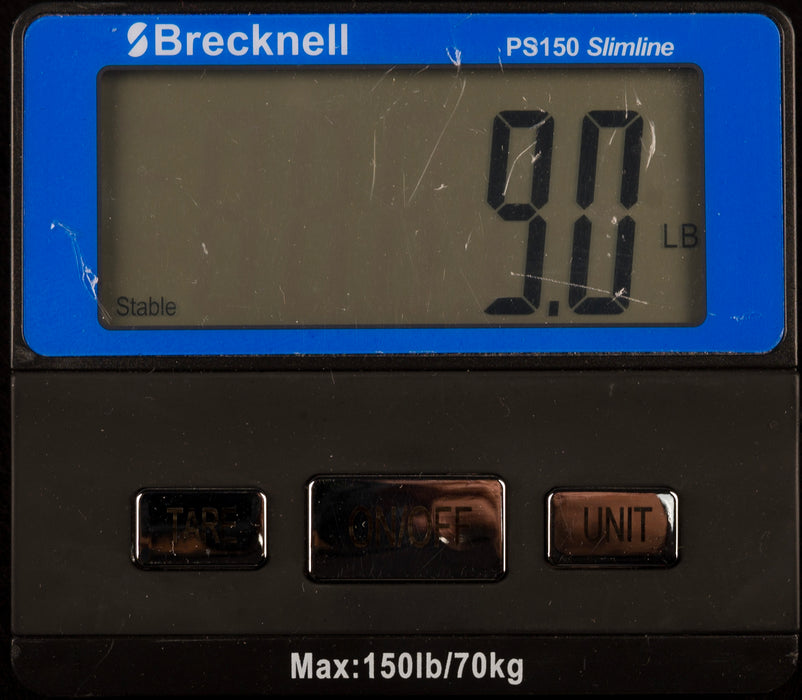 Brecknell PS150 Slimline
9.0 LB
Stable
TARE ON/OFF UNIT
Max:150lb/70kg